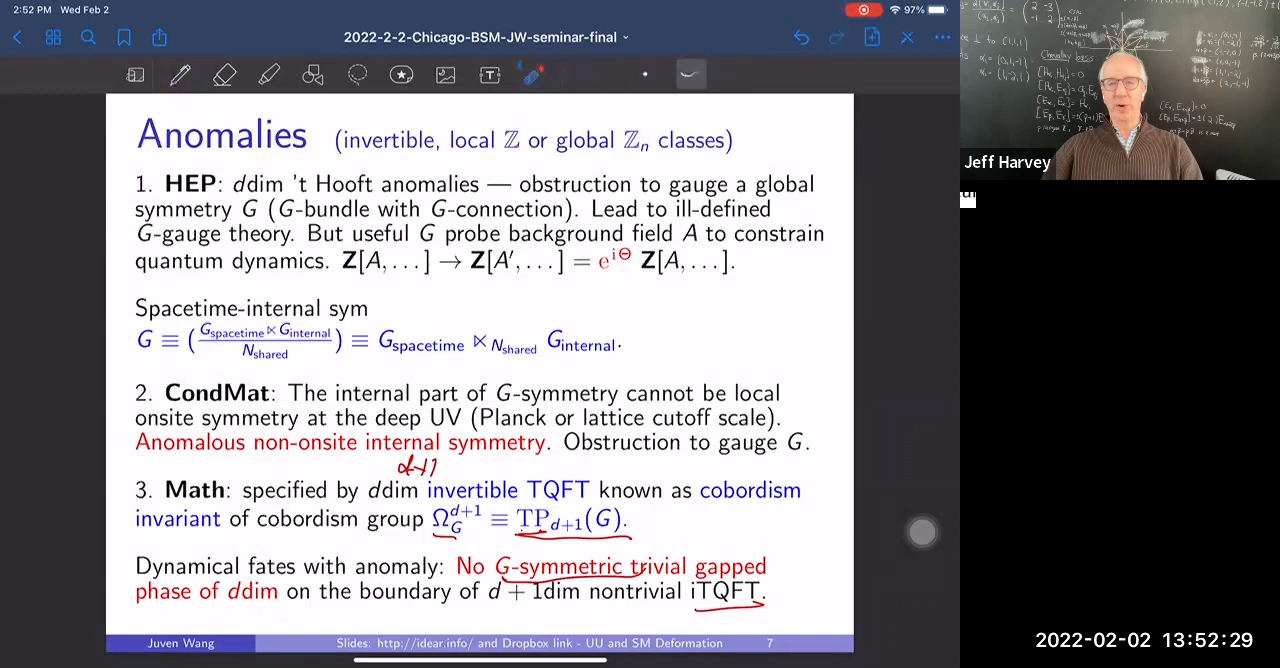 2:52 PM Wed Feb 2
97%
2022-2-2-Chicago-BSM-JW-seminar-final
Anomalies (invertible, local ℤ or global ℤₙ classes)
1. HEP: ddim 't Hooft anomalies — obstruction to gauge a global
symmetry G (G-bundle with G-connection). Lead to ill-defined
G-gauge theory. But useful G probe background field A to constrain
quantum dynamics. Z[A, . . .] → Z[A′, . . .] = e^{iΘ} Z[A, . . .].
Spacetime-internal sym
G ≡ (G_spacetime ⋉ G_internal / N_shared) ≡ G_spacetime ⋉_{N_shared} G_internal.
2. CondMat: The internal part of G-symmetry cannot be local
onsite symmetry at the deep UV (Planck or lattice cutoff scale).
Anomalous non-onsite internal symmetry. Obstruction to gauge G.
d+1
3. Math: specified by ddim invertible TQFT known as cobordism
invariant of cobordism group Ω_G^{d+1} ≡ TP_{d+1}(G).
Dynamical fates with anomaly: No G-symmetric trivial gapped
phase of ddim on the boundary of d + 1dim nontrivial iTQFT.
Juven Wang
Slides: http://idear.info/ and Dropbox link - UU and SM Deformation
7
Jeff Harvey
2022-02-02 13:52:29